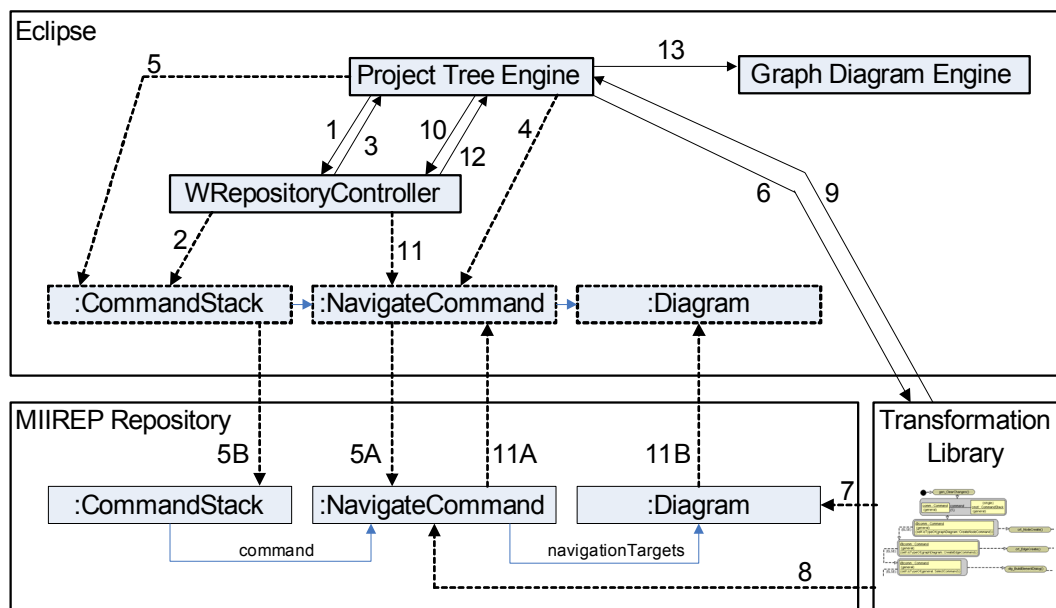 Eclipse
5
Project Tree Engine
13
Graph Diagram Engine
1
3
10
12
4
6
9
WRepositoryController
2
11
:CommandStack
:NavigateCommand
:Diagram
MIIREP Repository
Transformation
Library
5B
5A
11A
11B
7
:CommandStack
:NavigateCommand
:Diagram
command
navigationTargets
8